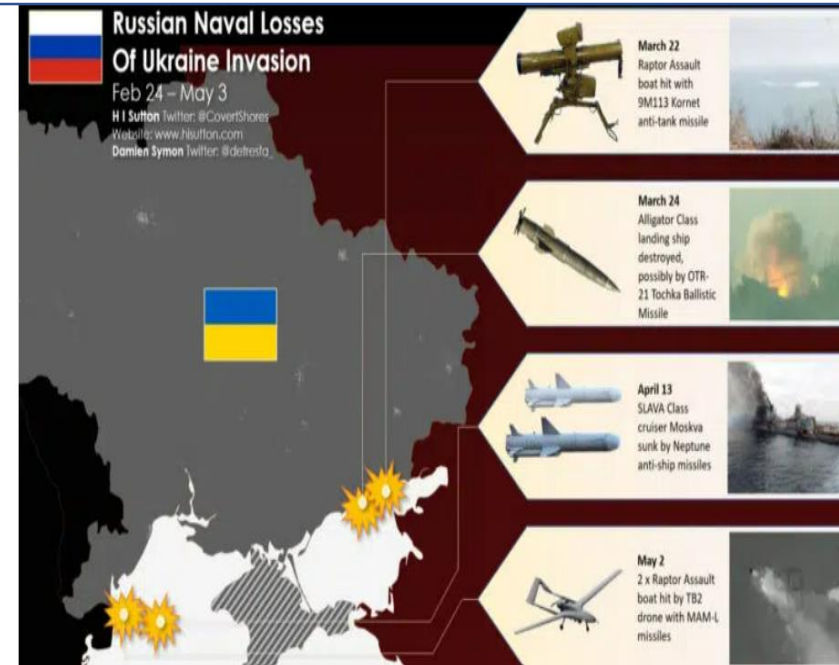 Russian Naval Losses
Of Ukraine Invasion
Feb 24 – May 3
H I Sutton Twitter: @CovertShores
Website: www.hisutton.com
Damien Symon Twitter: @detresfa_
March 22
Raptor Assault
boat hit with
9M113 Kornet
anti-tank missile
March 24
Alligator Class
landing ship
destroyed,
possibly by OTR-
21 Tochka Ballistic
Missile
April 13
SLAVA Class
cruiser Moskva
sunk by Neptune
anti-ship missiles
May 2
2 x Raptor Assault
boat hit by TB2
drone with MAM-L
missiles